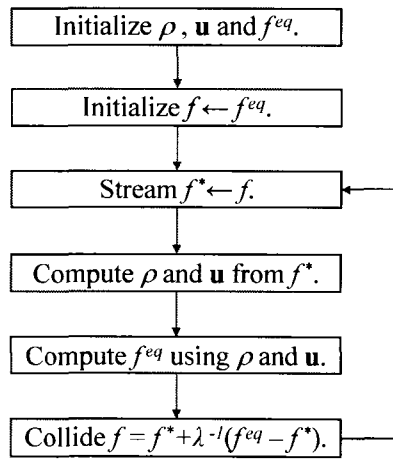 Initialize ρ, u and f^eq.
Initialize f ← f^eq.
Stream f* ← f.
Compute ρ and u from f*.
Compute f^eq using ρ and u.
Collide f = f* + λ^-1(f^eq – f*).